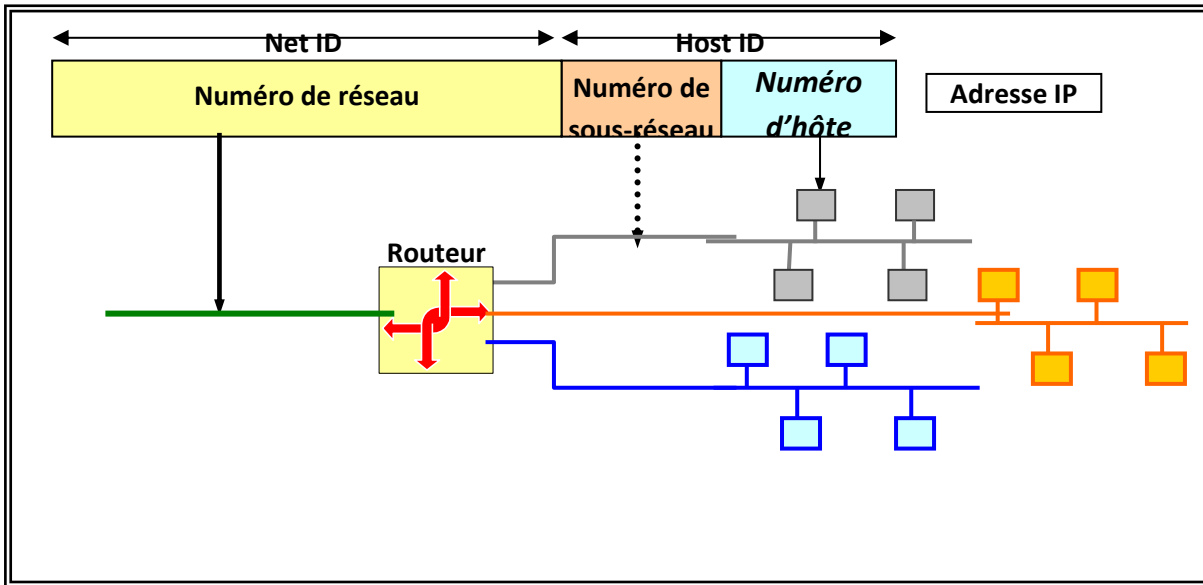 Net ID
Host ID
Numéro de réseau
Numéro de
sous-réseau
Numéro
d’hôte
Adresse IP
Routeur